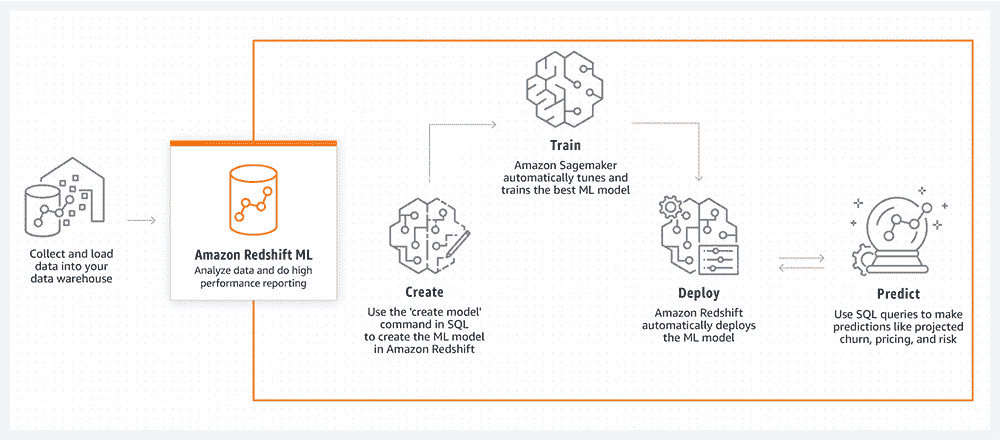 Collect and load
data into your
data warehouse
Amazon Redshift ML
Analyze data and do high
performance reporting
Create
Use the 'create model'
command in SQL
to create the ML model
in Amazon Redshift
Train
Amazon Sagemaker
automatically tunes and
trains the best ML model
Deploy
Amazon Redshift
automatically deploys
the ML model
Predict
Use SQL queries to make
predictions like projected
churn, pricing, and risk